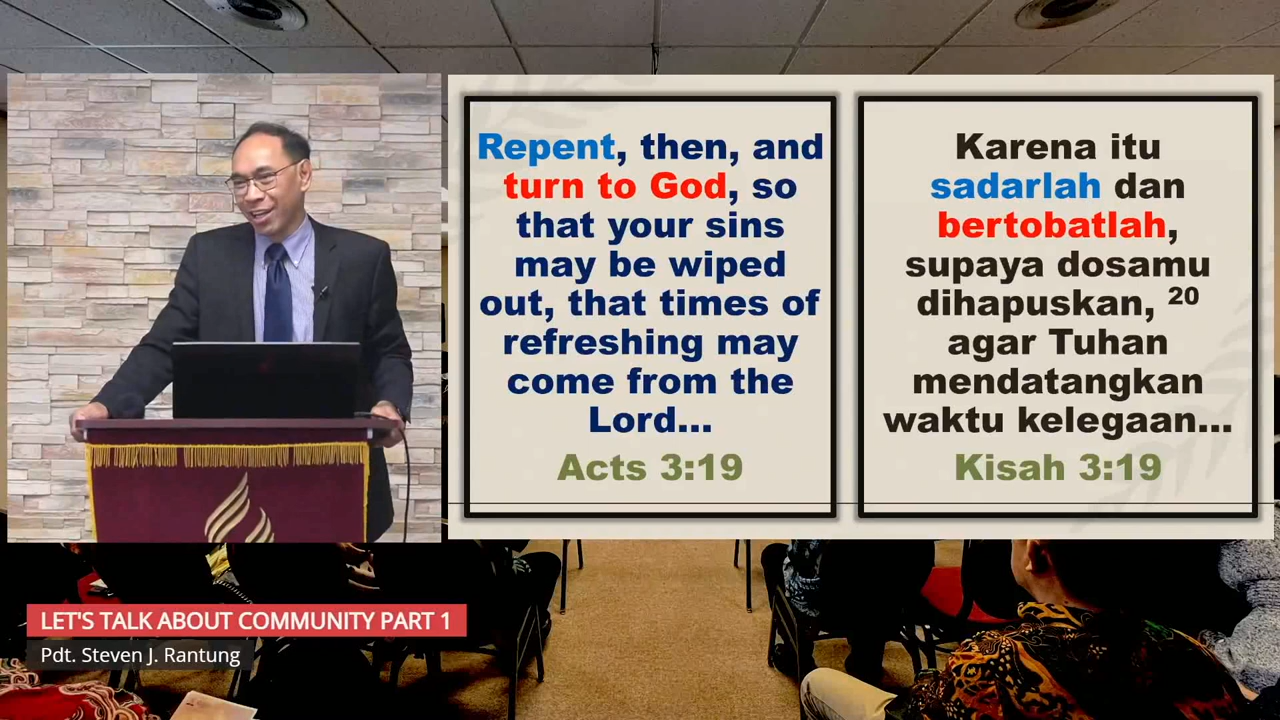 Repent, then, and
turn to God, so
that your sins
may be wiped
out, that times of
refreshing may
come from the
Lord...
Acts 3:19
Karena itu
sadarlah dan
bertobatlah,
supaya dosamu
dihapuskan, 20
agar Tuhan
mendatangkan
waktu kelegaan...
Kisah 3:19
LET'S TALK ABOUT COMMUNITY PART 1
Pdt. Steven J. Rantung